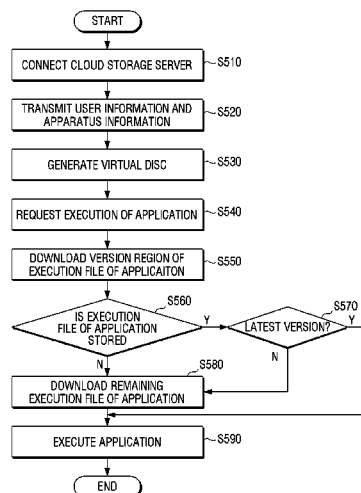 START
CONNECT CLOUD STORAGE SERVER
S510
TRANSMIT USER INFORMATION AND
APPARATUS INFORMATION
S520
GENERATE VIRTUAL DISC
S530
REQUEST EXECUTION OF APPLICATION
S540
DOWNLOAD VERSION REGION OF
EXECUTION FILE OF APPLICAITON
S550
IS EXECUTION
FILE OF APPLICATION
STORED
S560
Y
N
LATEST VERSION?
S570
Y
N
DOWNLOAD REMAINING
EXECUTION FILE OF APPLICATION
S580
EXECUTE APPLICATION
S590
END